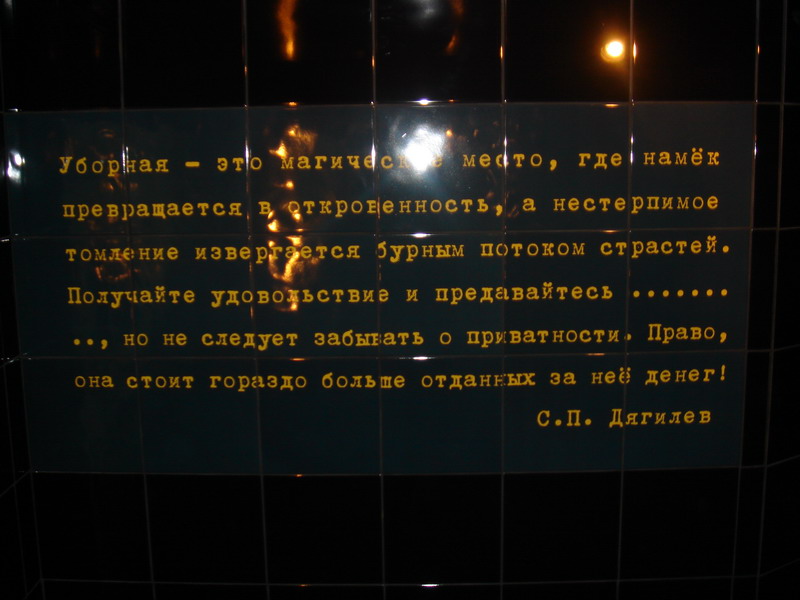 Уборная – это магическое место, где намёк
превращается в откровенность, а нестерпимое
томление извергается бурным потоком страстей.
Получайте удовольствие и предавайтесь .......
.., но не следует забывать о приватности. Право,
она стоит гораздо больше отданных за неё денег!
С.П. Дягилев